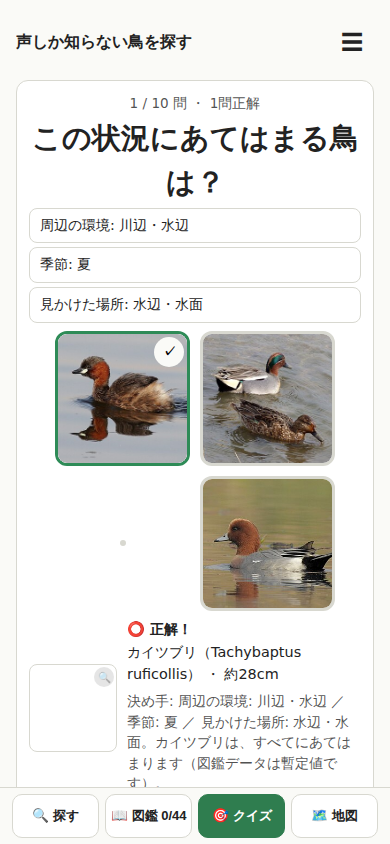 声しか知らない鳥を探す
1 / 10 問 ・ 1問正解
この状況にあてはまる鳥
は？
周辺の環境: 川辺・水辺
季節: 夏
見かけた場所: 水辺・水面
✓
⭕ 正解！
カイツブリ（Tachybaptus
ruficollis） ・ 約28cm
決め手: 周辺の環境: 川辺・水辺 ／
季節: 夏 ／ 見かけた場所: 水辺・水
面。カイツブリは、すべてにあては
まります（図鑑データは暫定値で
す）。
🔍 探す
📖 図鑑 0/44
🎯 クイズ
🗺️ 地図